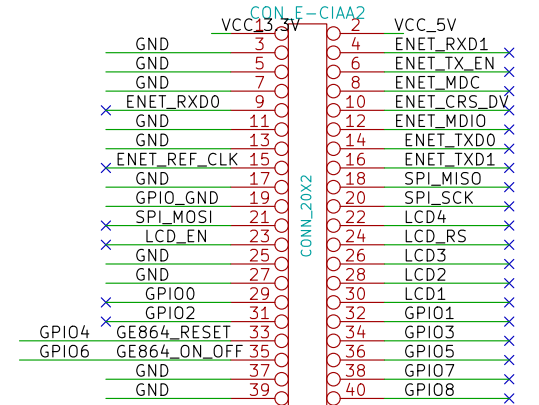 CON_E-CIAA2
VCC_3.3V 1 2 VCC_5V
GND 3 4 ENET_RXD1
GND 5 6 ENET_TX_EN
GND 7 8 ENET_MDC
ENET_RXD0 9 10 ENET_CRS_DV
GND 11 12 ENET_MDIO
GND 13 14 ENET_TXD0
ENET_REF_CLK 15 16 ENET_TXD1
GND 17 18 SPI_MISO
GPIO_GND 19 20 SPI_SCK
SPI_MOSI 21 22 LCD4
LCD_EN 23 24 LCD_RS
GND 25 26 LCD3
GND 27 28 LCD2
GPIO0 29 30 LCD1
GPIO2 31 32 GPIO1
GPIO4 GE864_RESET 33 34 GPIO3
GPIO6 GE864_ON_OFF 35 36 GPIO5
GND 37 38 GPIO7
GND 39 40 GPIO8
CONN_20X2